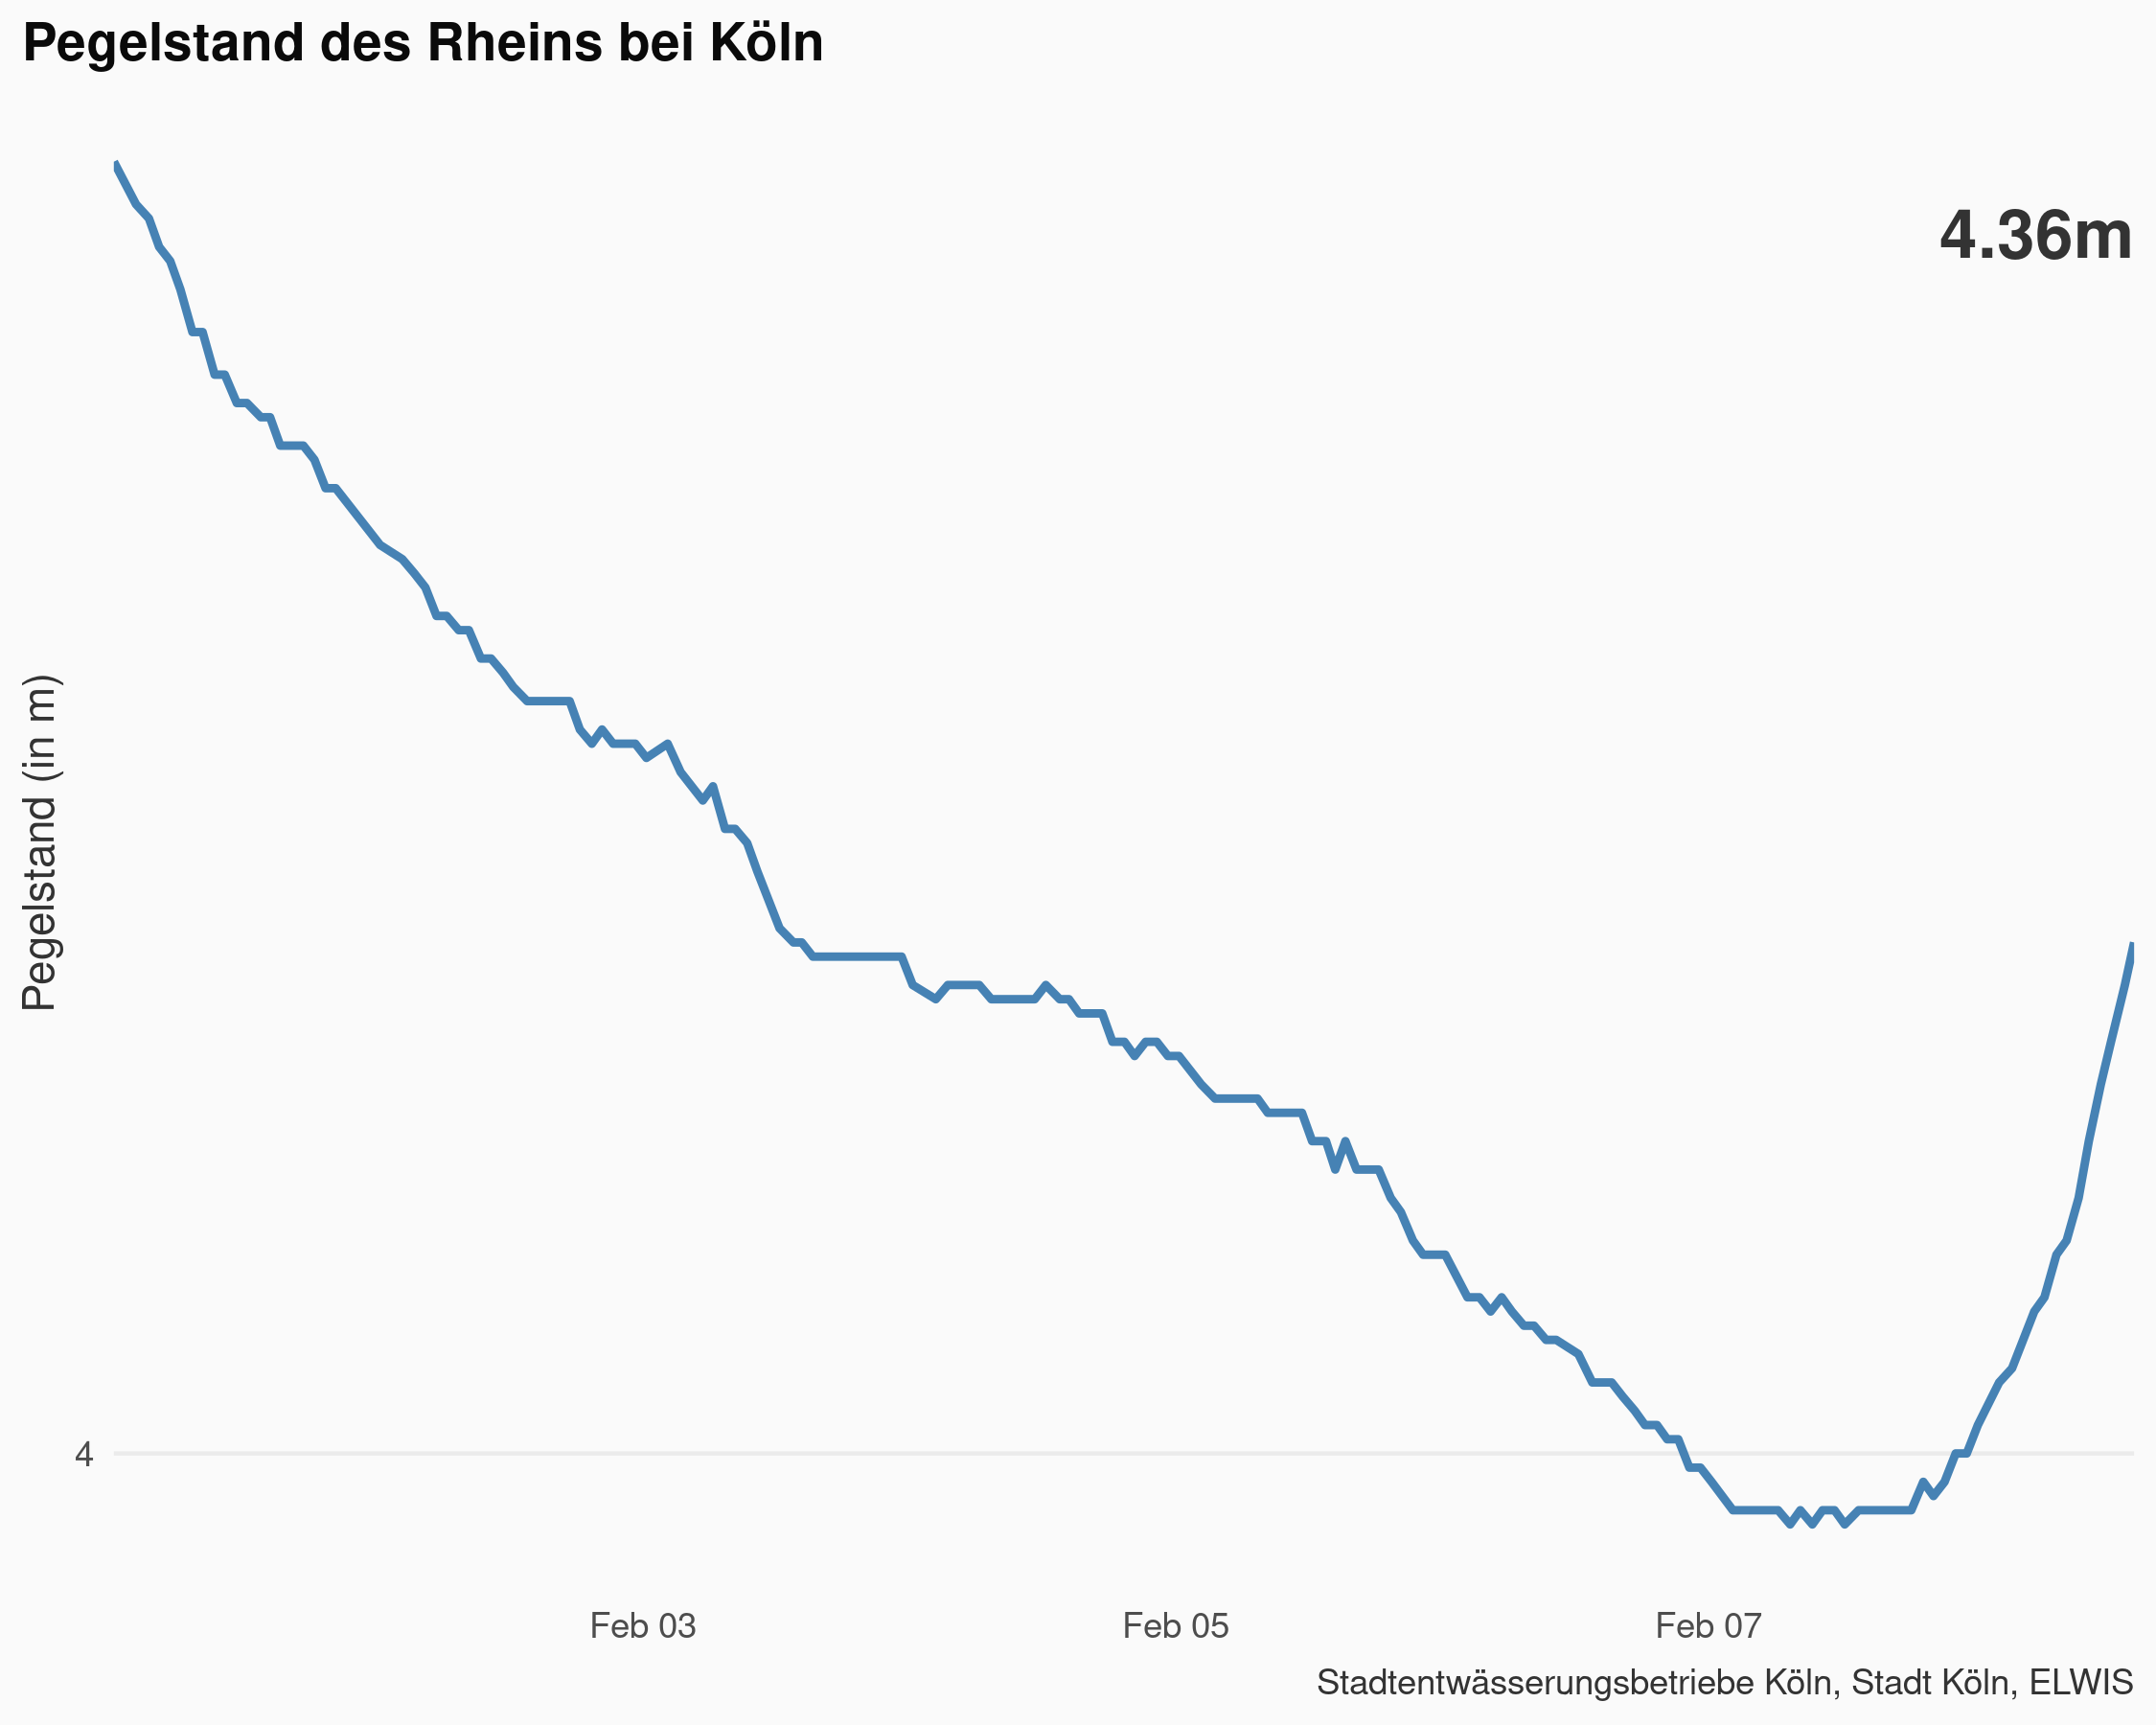 Pegelstand des Rheins bei Köln
4.36m
Pegelstand (in m)
4
Feb 03
Feb 05
Feb 07
Stadtentwässerungsbetriebe Köln, Stadt Köln, ELWIS